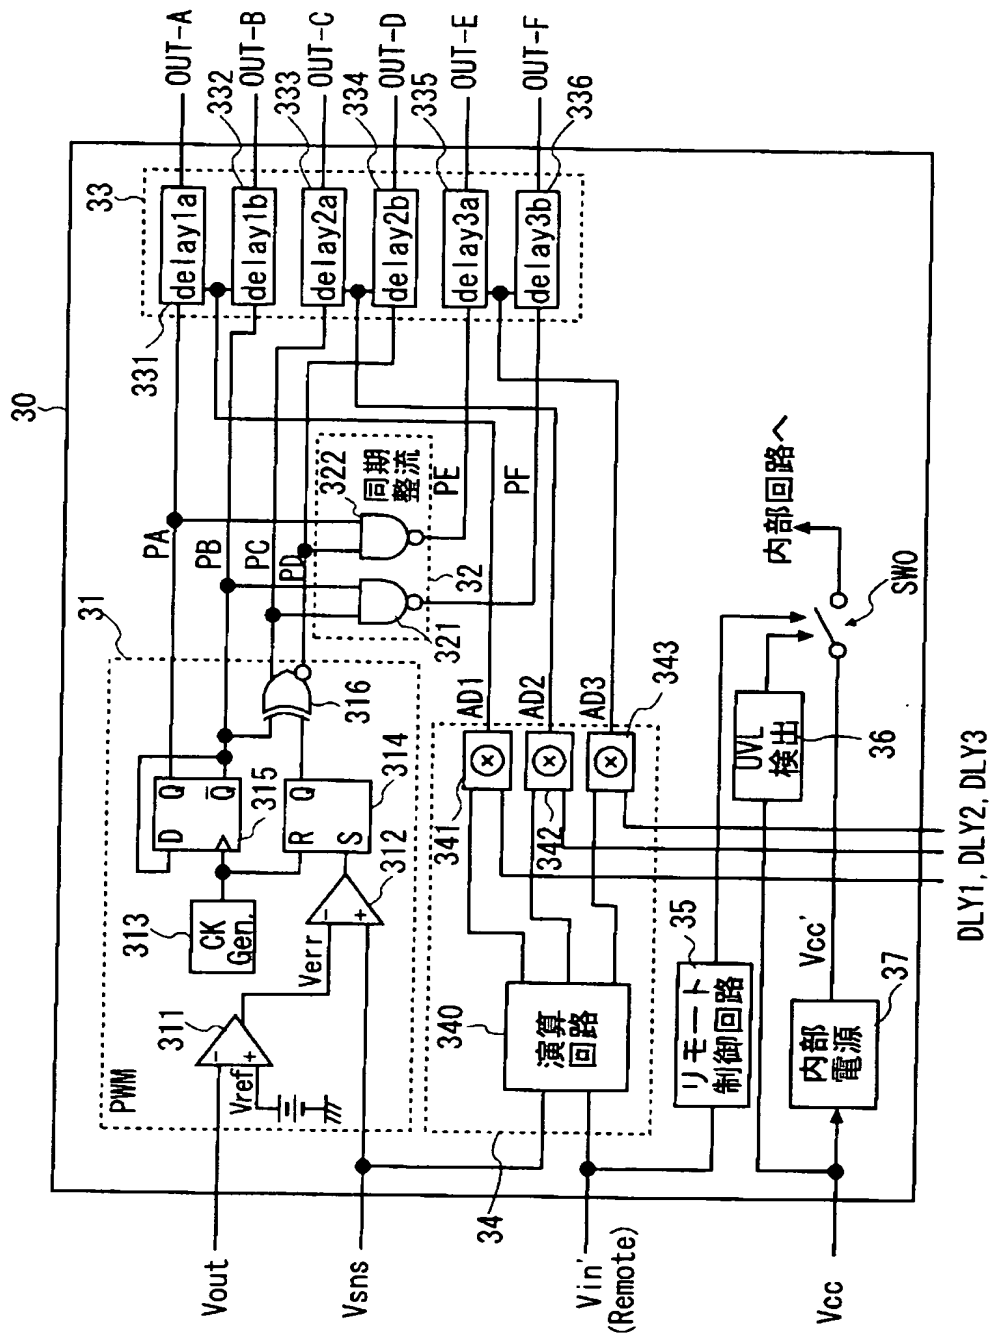 30
33
331
delay1a
OUT-A
delay1b
OUT-B
332
delay2a
OUT-C
333
delay2b
OUT-D
334
delay3a
OUT-E
335
delay3b
OUT-F
336
31
PWM
Vout
311
-
+
Vref
Verr
313
CK
Gen.
D
Q
Q̄
315
R
S
Q
314
312
-
+
316
Vsns
PA
PB
PC
PD
PE
PF
322
同期
整流
32
321
34
340
演算
回路
341
342
343
AD1
AD2
AD3
DLY1, DLY2, DLY3
Vin'
(Remote)
35
リモート
制御回路
UVL
検出
36
Vcc
内部
電源
37
Vcc'
SW0
内部回路へ